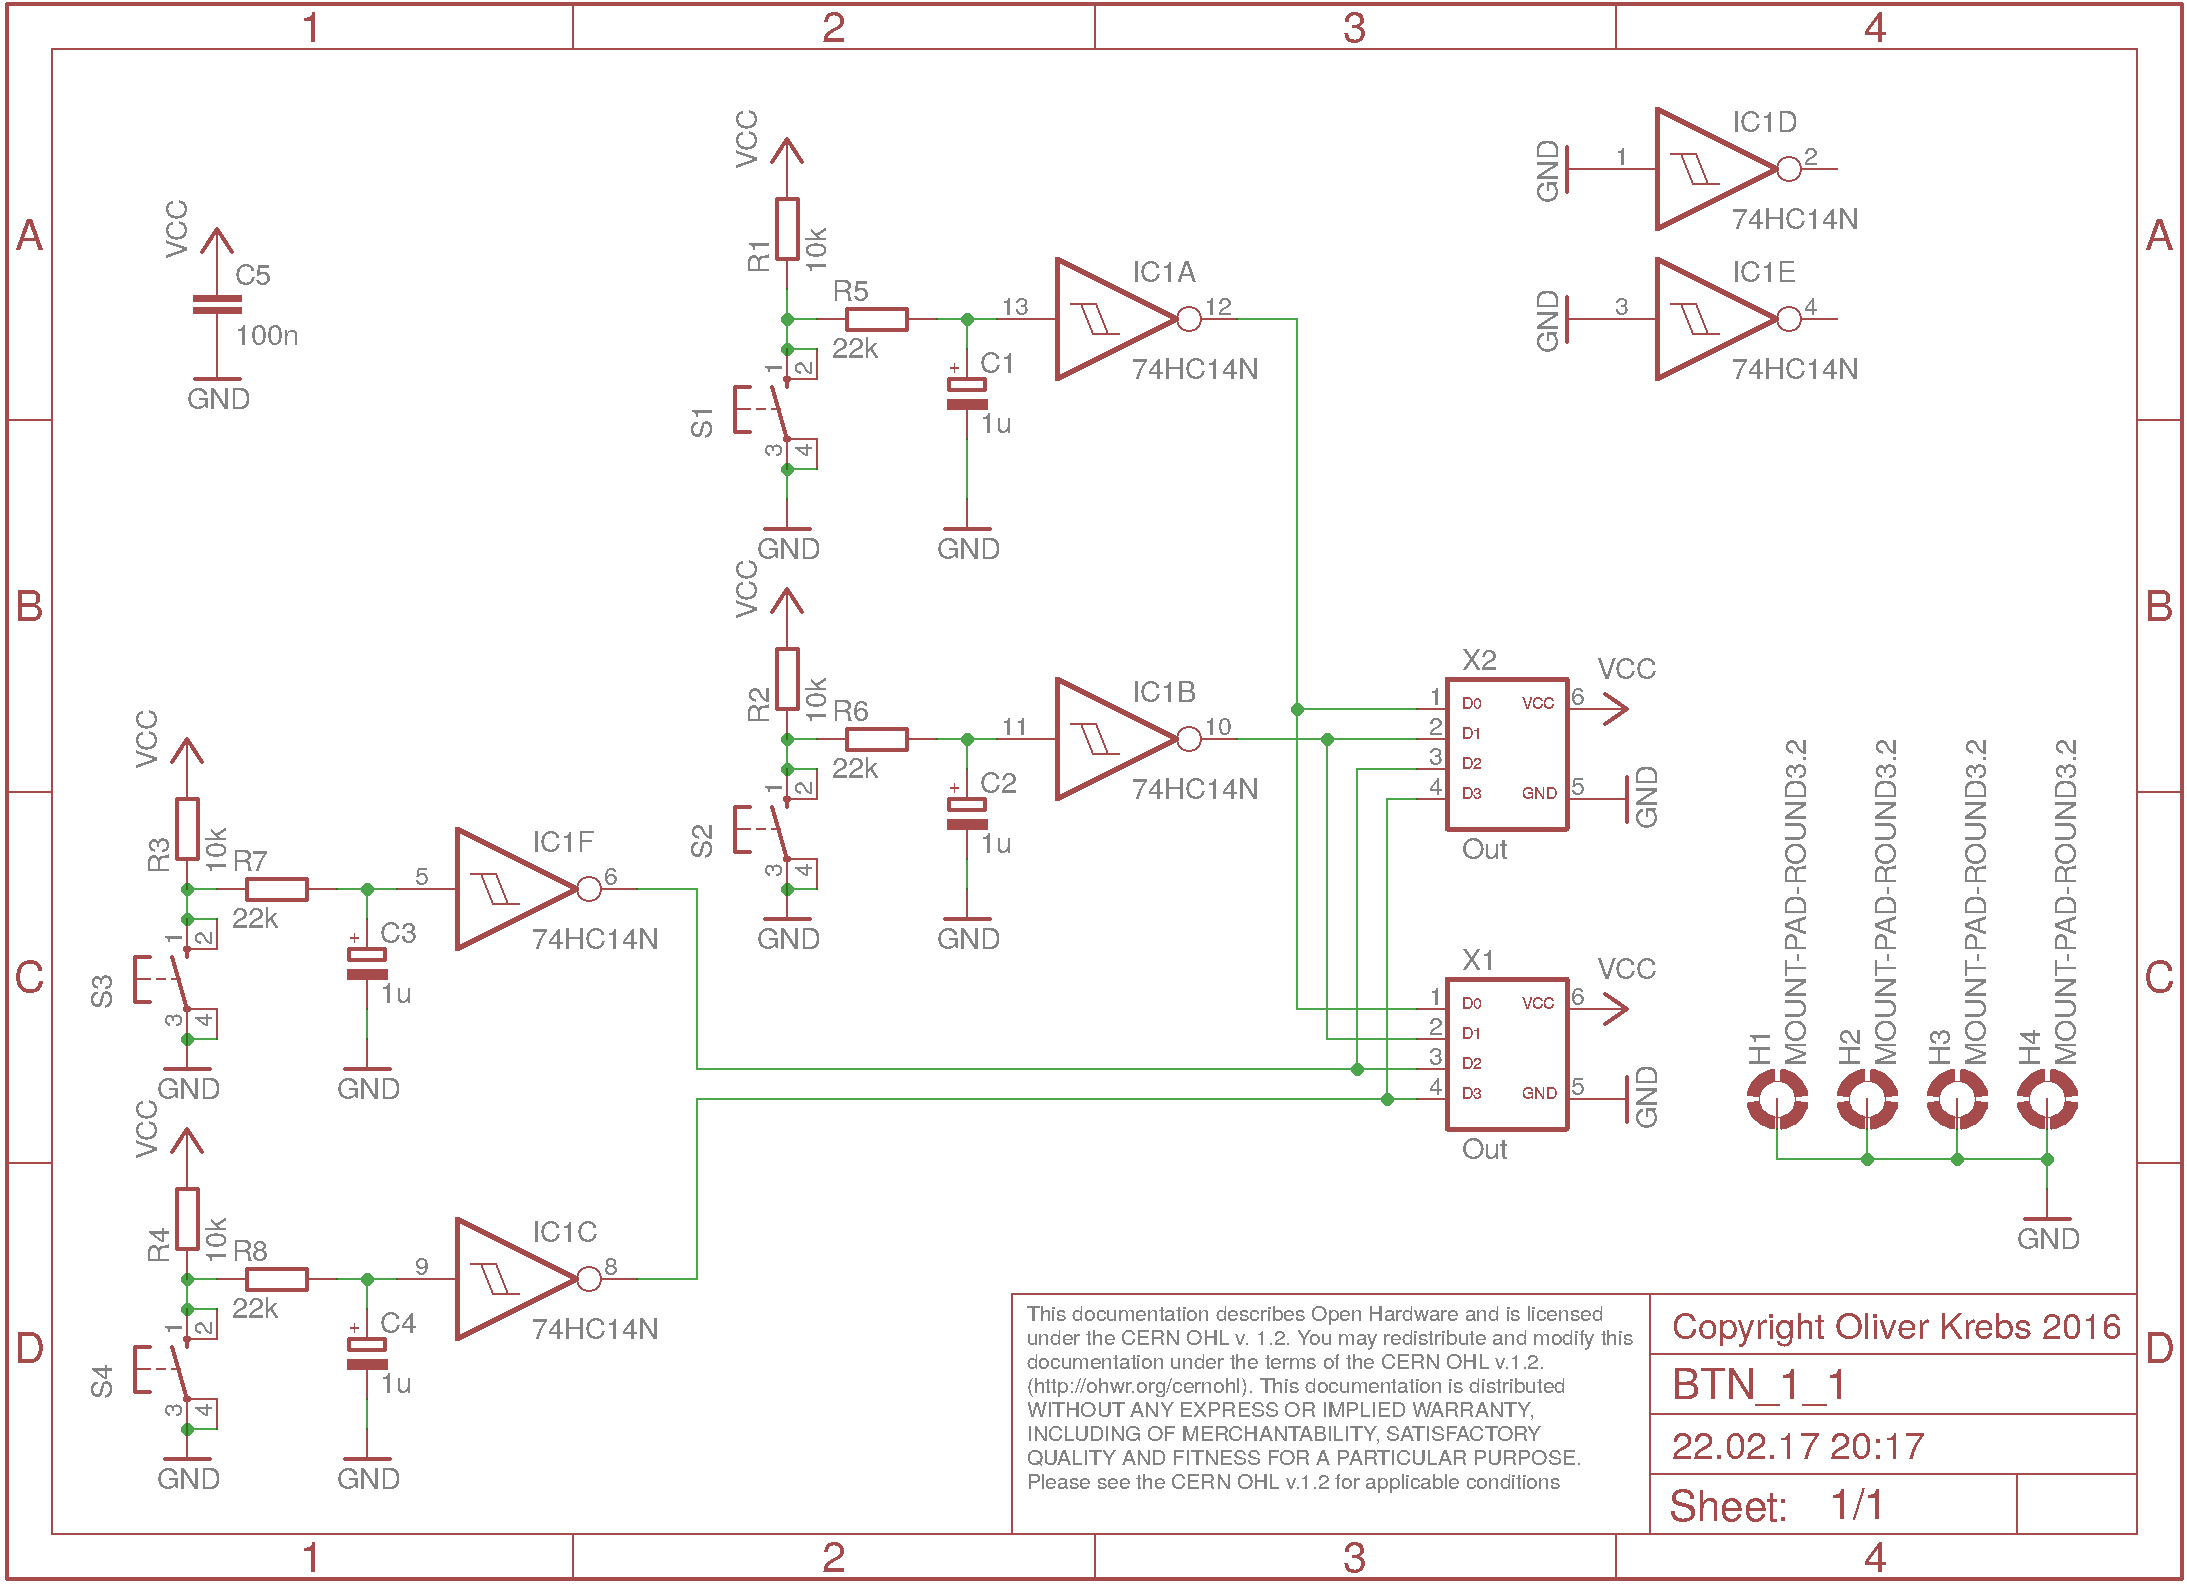 1 2 3 4
A A
B B
C C
D D
VCC
C5
100n
GND
VCC
R1
10k
R5
22k
1 2
S1
3 4
GND
+
C1
1u
GND
13
IC1A
12
74HC14N
GND
1
IC1D
2
74HC14N
GND
3
IC1E
4
74HC14N
VCC
R2
10k
R6
22k
1 2
S2
3 4
GND
+
C2
1u
GND
11
IC1B
10
74HC14N
VCC
R3
10k
R7
22k
1 2
S3
3 4
GND
+
C3
1u
GND
5
IC1F
6
74HC14N
VCC
R4
10k
R8
22k
1 2
S4
3 4
GND
+
C4
1u
GND
9
IC1C
8
74HC14N
X2
1 D0 VCC 6 VCC
2 D1
3 D2
4 D3 GND 5 GND
Out
X1
1 D0 VCC 6 VCC
2 D1
3 D2
4 D3 GND 5 GND
Out
H1
MOUNT-PAD-ROUND3.2
H2
MOUNT-PAD-ROUND3.2
H3
MOUNT-PAD-ROUND3.2
H4
MOUNT-PAD-ROUND3.2
GND
This documentation describes Open Hardware and is licensed
under the CERN OHL v. 1.2. You may redistribute and modify this
documentation under the terms of the CERN OHL v.1.2.
(http://ohwr.org/cernohl). This documentation is distributed
WITHOUT ANY EXPRESS OR IMPLIED WARRANTY,
INCLUDING OF MERCHANTABILITY, SATISFACTORY
QUALITY AND FITNESS FOR A PARTICULAR PURPOSE.
Please see the CERN OHL v.1.2 for applicable conditions
Copyright Oliver Krebs 2016
BTN_1_1
22.02.17 20:17
Sheet: 1/1
1 2 3 4